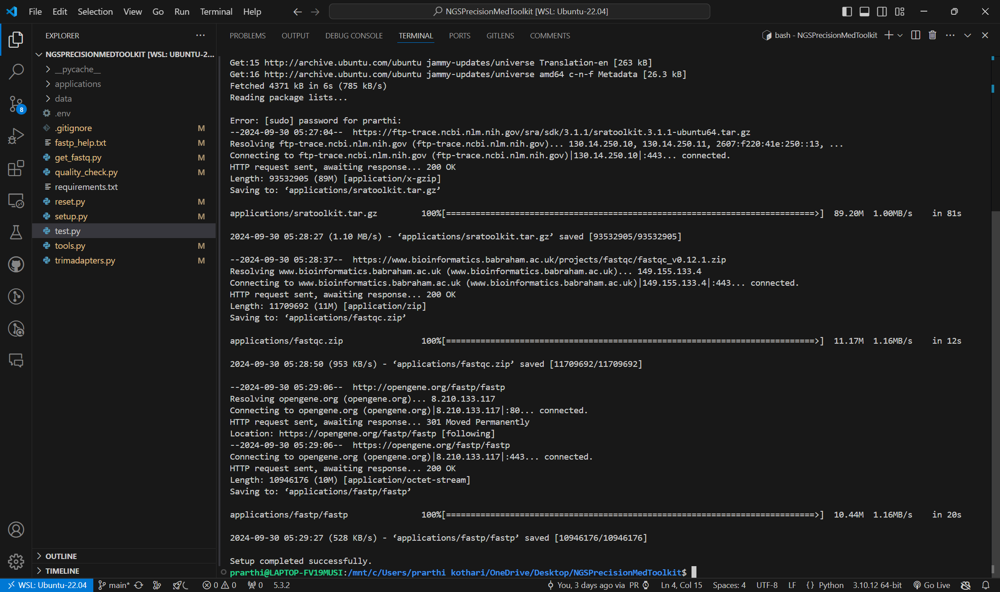 File Edit Selection View Go Run Terminal Help
NGSPrecisionMedToolkit [WSL: Ubuntu-22.04]
EXPLORER
NGSPRECISIONMEDTOOLKIT [WSL: UBUNTU-2...
__pycache__
applications
data
.env
.gitignore M
fastp_help.txt M
get_fastq.py M
quality_check.py M
requirements.txt
reset.py M
setup.py M
test.py
tools.py M
trimadapters.py M
OUTLINE
TIMELINE
8
PROBLEMS OUTPUT DEBUG CONSOLE TERMINAL PORTS GITLENS COMMENTS
bash - NGSPrecisionMedToolkit
Get:15 http://archive.ubuntu.com/ubuntu jammy-updates/universe Translation-en [263 kB]
Get:16 http://archive.ubuntu.com/ubuntu jammy-updates/universe amd64 c-n-f Metadata [26.3 kB]
Fetched 4371 kB in 6s (785 kB/s)
Reading package lists...
Error: [sudo] password for prarthi:
--2024-09-30 05:27:04-- https://ftp-trace.ncbi.nlm.nih.gov/sra/sdk/3.1.1/sratoolkit.3.1.1-ubuntu64.tar.gz
Resolving ftp-trace.ncbi.nlm.nih.gov (ftp-trace.ncbi.nlm.nih.gov)... 130.14.250.10, 130.14.250.11, 2607:f220:41e:250::13, ...
Connecting to ftp-trace.ncbi.nlm.nih.gov (ftp-trace.ncbi.nlm.nih.gov)|130.14.250.10|:443... connected.
HTTP request sent, awaiting response... 200 OK
Length: 93532905 (89M) [application/x-gzip]
Saving to: ‘applications/sratoolkit.tar.gz’
applications/sratoolkit.tar.gz 100%[===========================================================================>] 89.20M 1.00MB/s in 81s
2024-09-30 05:28:27 (1.10 MB/s) - ‘applications/sratoolkit.tar.gz’ saved [93532905/93532905]
--2024-09-30 05:28:37-- https://www.bioinformatics.babraham.ac.uk/projects/fastqc/fastqc_v0.12.1.zip
Resolving www.bioinformatics.babraham.ac.uk (www.bioinformatics.babraham.ac.uk)... 149.155.133.4
Connecting to www.bioinformatics.babraham.ac.uk (www.bioinformatics.babraham.ac.uk)|149.155.133.4|:443... connected.
HTTP request sent, awaiting response... 200 OK
Length: 11709692 (11M) [application/zip]
Saving to: ‘applications/fastqc.zip’
applications/fastqc.zip 100%[===========================================================================>] 11.17M 1.16MB/s in 12s
2024-09-30 05:28:50 (953 KB/s) - ‘applications/fastqc.zip’ saved [11709692/11709692]
--2024-09-30 05:29:06-- http://opengene.org/fastp/fastp
Resolving opengene.org (opengene.org)... 8.210.133.117
Connecting to opengene.org (opengene.org)|8.210.133.117|:80... connected.
HTTP request sent, awaiting response... 301 Moved Permanently
Location: https://opengene.org/fastp/fastp [following]
--2024-09-30 05:29:06-- https://opengene.org/fastp/fastp
Connecting to opengene.org (opengene.org)|8.210.133.117|:443... connected.
HTTP request sent, awaiting response... 200 OK
Length: 10946176 (10M) [application/octet-stream]
Saving to: ‘applications/fastp/fastp’
applications/fastp/fastp 100%[===========================================================================>] 10.44M 1.16MB/s in 20s
2024-09-30 05:29:27 (528 KB/s) - ‘applications/fastp/fastp’ saved [10946176/10946176]
Setup completed successfully.
prarthi@LAPTOP-FV19MUSI:/mnt/c/Users/prarthi kothari/OneDrive/Desktop/NGSPrecisionMedToolkit$
WSL: Ubuntu-22.04 main* 0 0 0 5.3.2 You, 3 days ago via PR Ln 4, Col 15 Spaces: 4 UTF-8 LF {} Python 3.10.12 64-bit Go Live